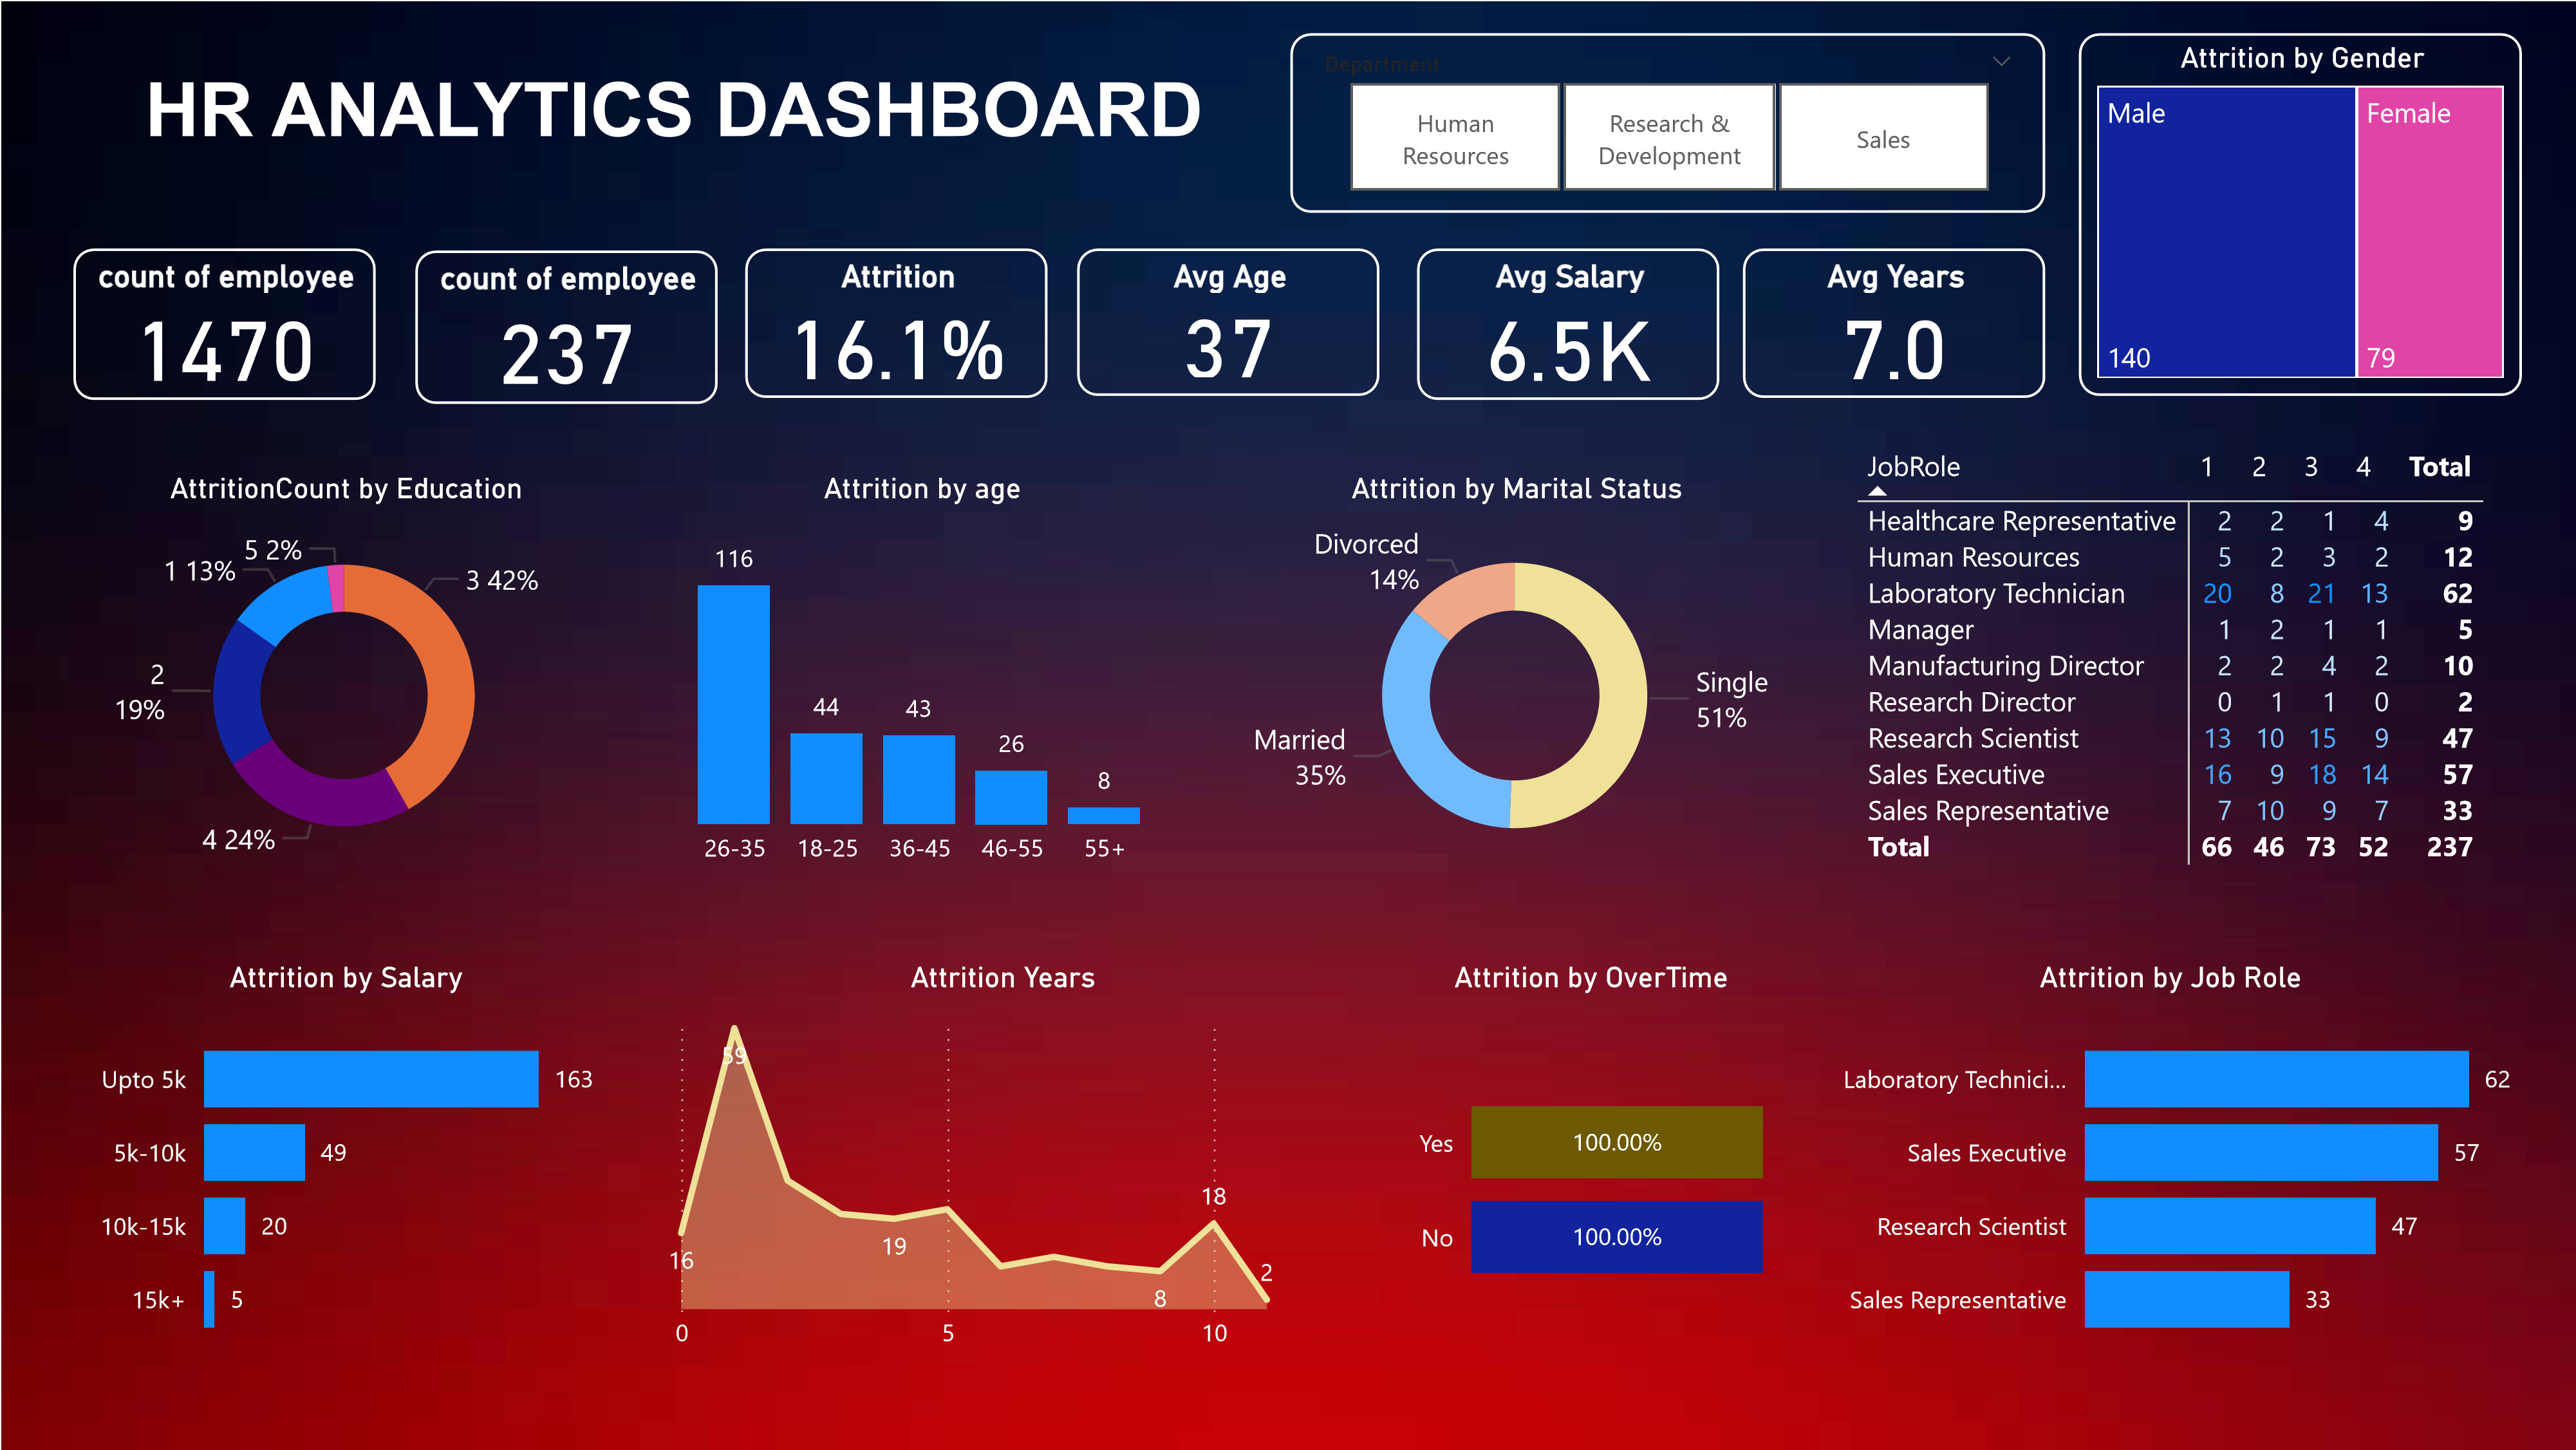 HR ANALYTICS DASHBOARD
Department
Human
Resources
Research &
Development
Sales
Attrition by Gender
Male
Female
140
79
count of employee
1470
count of employee
237
Attrition
16.1%
Avg Age
37
Avg Salary
6.5K
Avg Years
7.0
AttritionCount by Education
5 2%
1 13%
3 42%
2
19%
4 24%
Attrition by age
116
44
43
26
8
26-35 18-25 36-45 46-55 55+
Attrition by Marital Status
Divorced
14%
Single
51%
Married
35%
JobRole 1 2 3 4 Total
Healthcare Representative 2 2 1 4 9
Human Resources 5 2 3 2 12
Laboratory Technician 20 8 21 13 62
Manager 1 2 1 1 5
Manufacturing Director 2 2 4 2 10
Research Director 0 1 1 0 2
Research Scientist 13 10 15 9 47
Sales Executive 16 9 18 14 57
Sales Representative 7 10 9 7 33
Total 66 46 73 52 237
Attrition by Salary
Upto 5k 163
5k-10k 49
10k-15k 20
15k+ 5
Attrition Years
59
16
19
8
18
2
0 5 10
Attrition by OverTime
Yes 100.00%
No 100.00%
Attrition by Job Role
Laboratory Technici... 62
Sales Executive 57
Research Scientist 47
Sales Representative 33